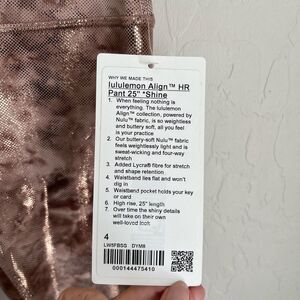 WHY WE MADE THIS
lululemon Align™ HR
Pant 25" *Shine
1. When feeling nothing is
everything. The lululemon
Align™ collection, powered by
Nulu™ fabric, is so weightless
and buttery soft, all you feel
is your practice
2. Our buttery-soft Nulu™ fabric
feels weightlessly light and is
sweat-wicking and four-way
stretch
3. Added Lycra® fibre for stretch
and shape retention
4. Waistband lies flat and won't
dig in
5. Waistband pocket holds your key
or card
6. High rise, 25" length
7. Over time the shiny details
will take on their own
well-loved look
4
LW5FBSS DYM8
000144475410